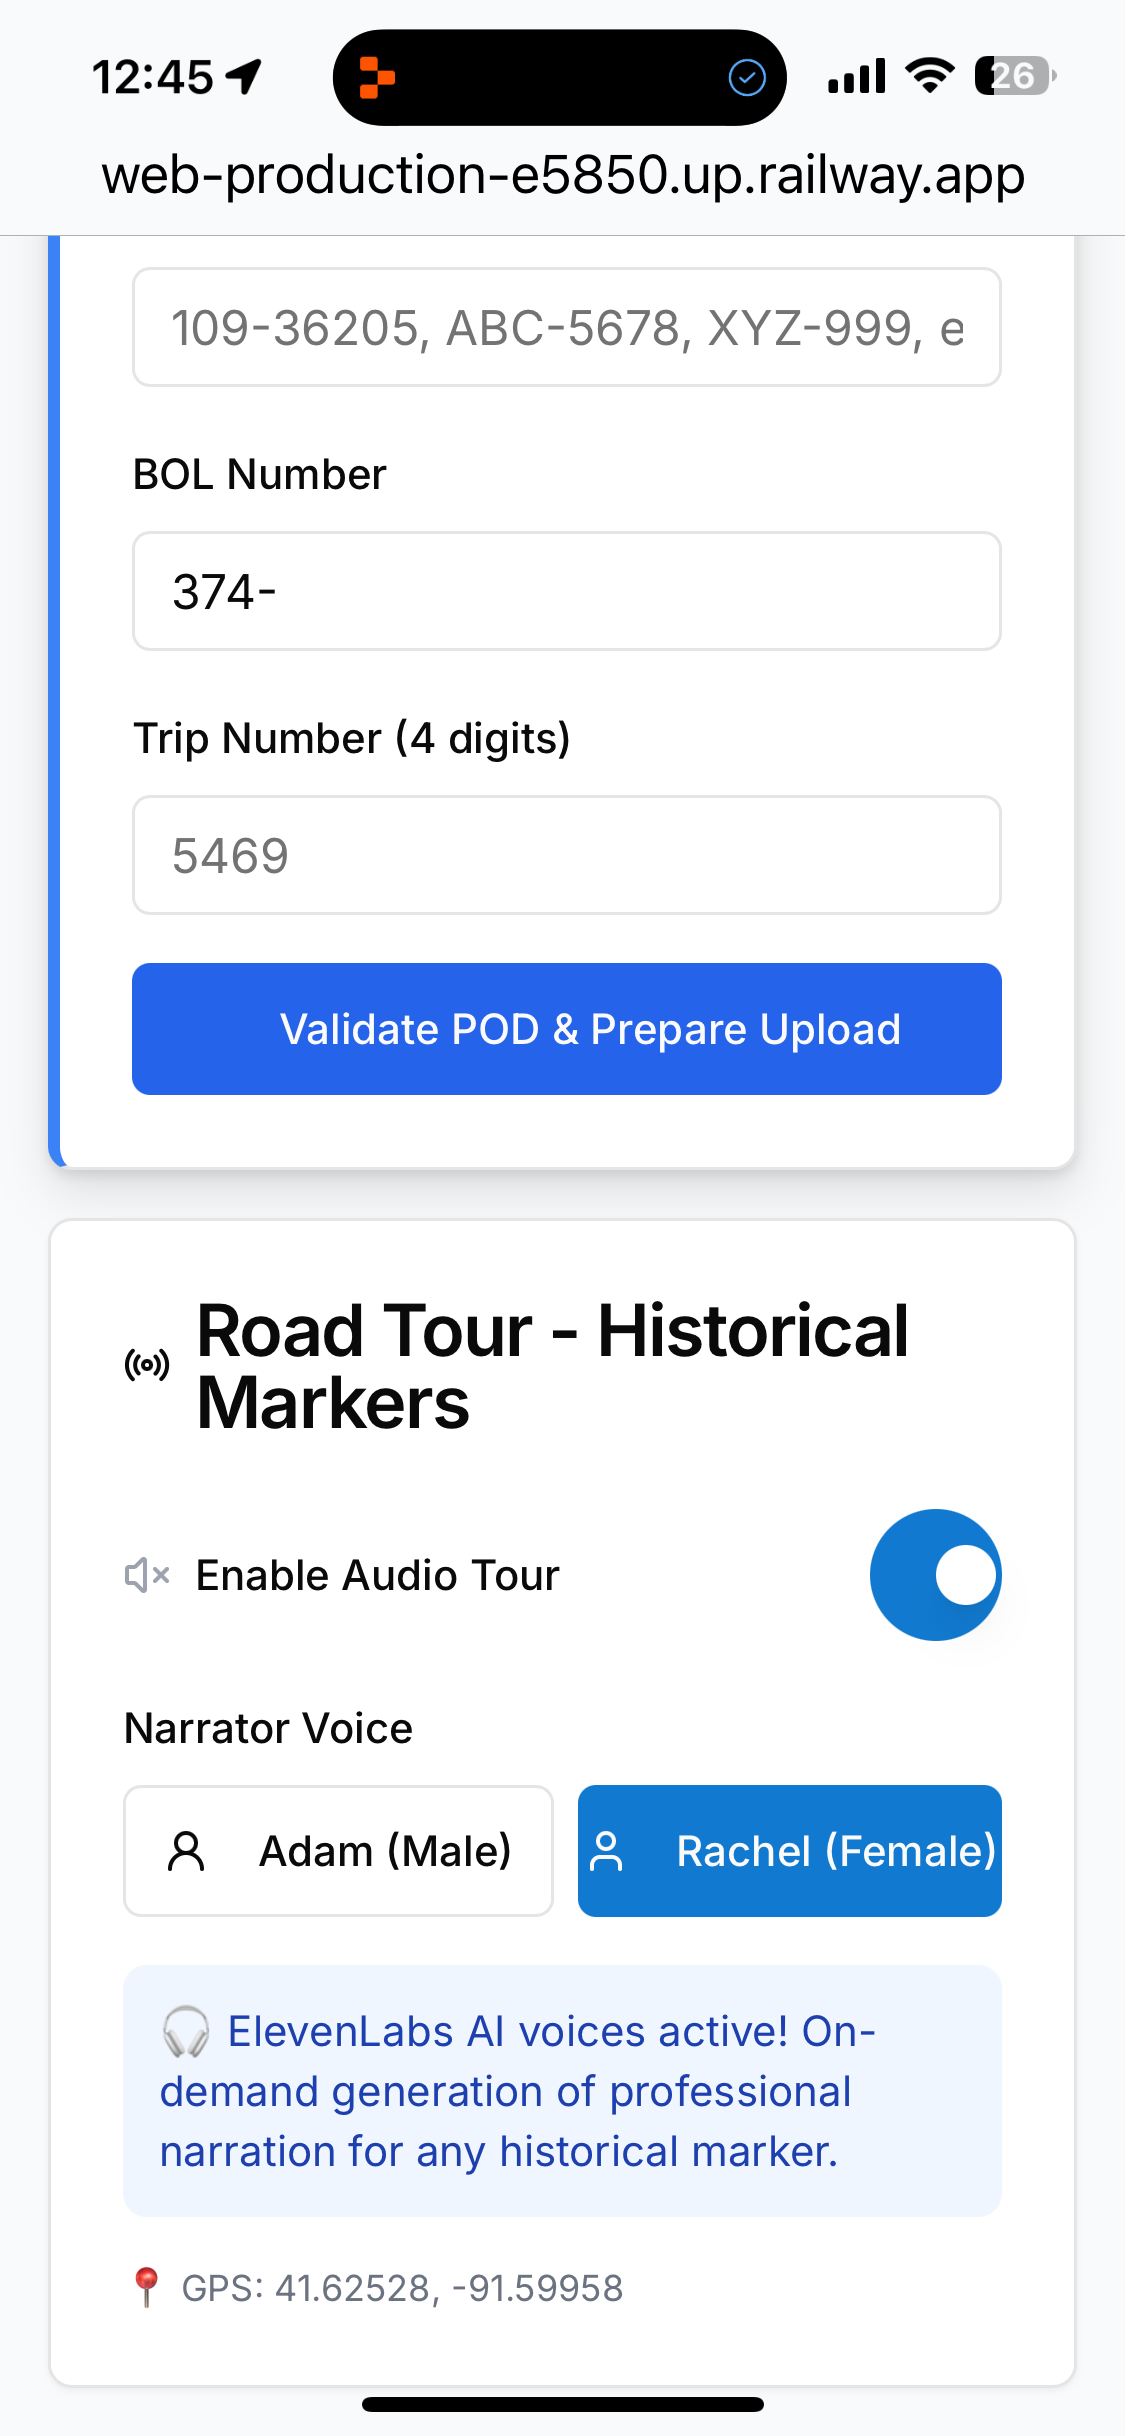 12:45
26
web-production-e5850.up.railway.app
109-36205, ABC-5678, XYZ-999, e
BOL Number
374-
Trip Number (4 digits)
5469
Validate POD & Prepare Upload
Road Tour - Historical
Markers
Enable Audio Tour
Narrator Voice
Adam (Male)
Rachel (Female)
🎧 ElevenLabs AI voices active! On-
demand generation of professional
narration for any historical marker.
📍 GPS: 41.62528, -91.59958